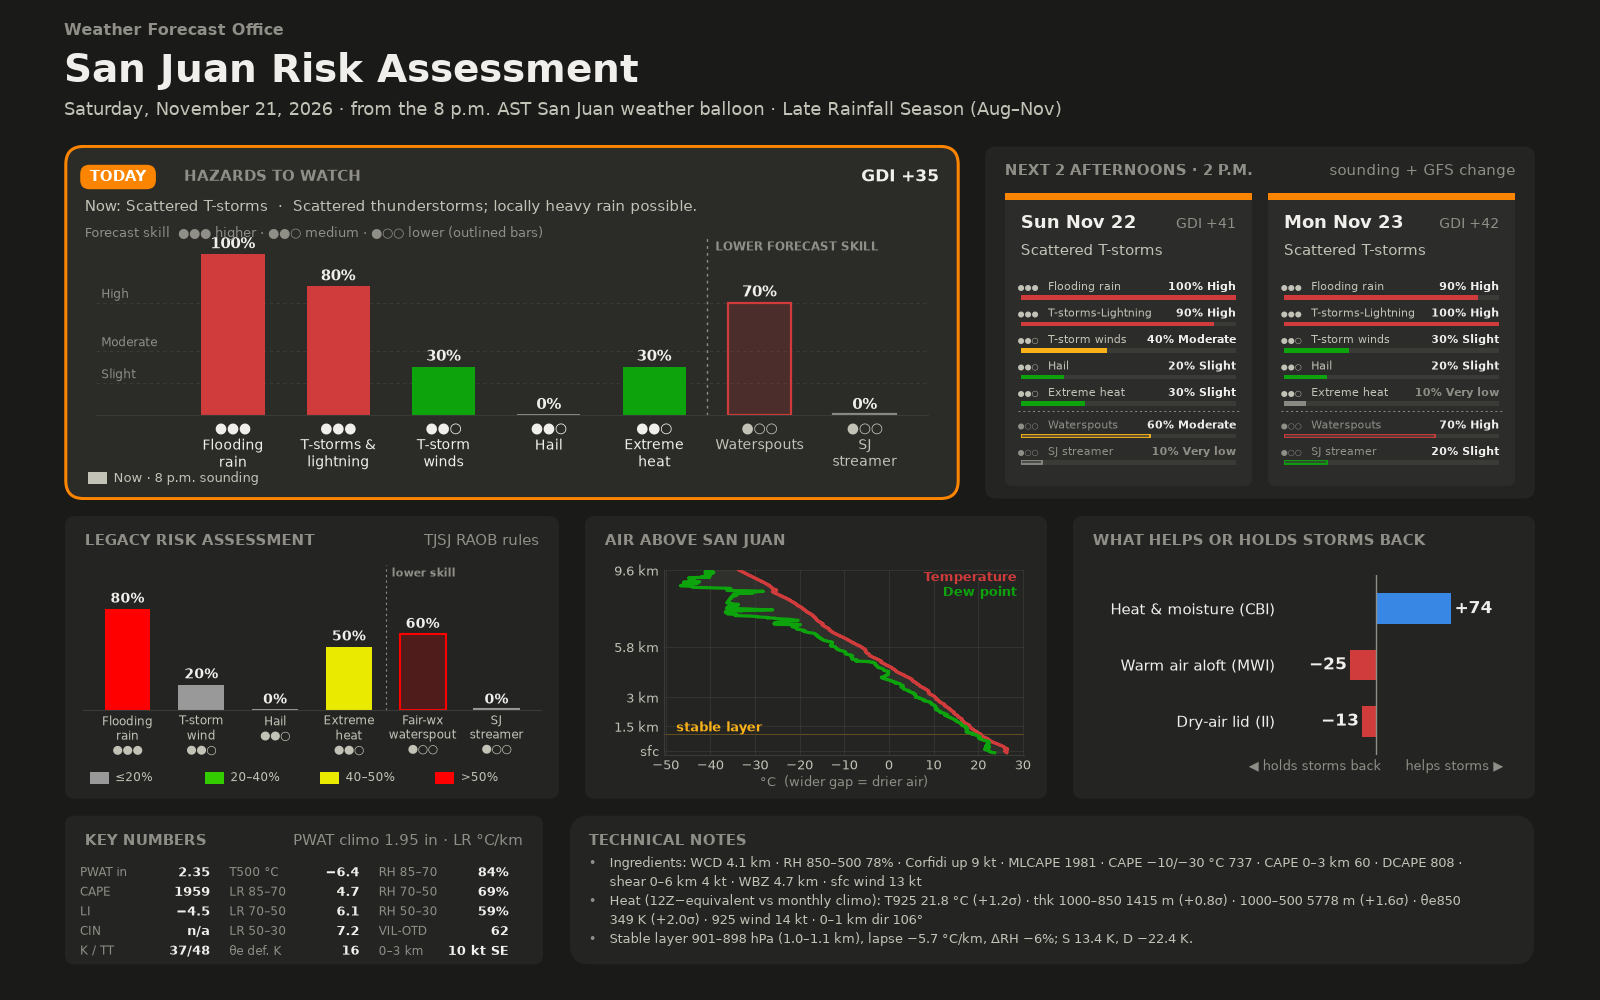 Weather Forecast Office
San Juan Risk Assessment
Saturday, November 21, 2026 · from the 8 p.m. AST San Juan weather balloon · Late Rainfall Season (Aug–Nov)
TODAY HAZARDS TO WATCH GDI +35
Now: Scattered T-storms · Scattered thunderstorms; locally heavy rain possible.
Forecast skill ●●● higher · ●●○ medium · ●○○ lower (outlined bars)
LOWER FORECAST SKILL
High
Moderate
Slight
100% 80% 30% 0% 30% 70% 0%
●●● ●●● ●●○ ●●○ ●●○ ●○○ ●○○
Flooding T-storms & T-storm Hail Extreme Waterspouts SJ
rain lightning winds heat streamer
Now · 8 p.m. sounding
NEXT 2 AFTERNOONS · 2 P.M. sounding + GFS change
Sun Nov 22 GDI +41
Scattered T-storms
●●● Flooding rain 100% High
●●● T-storms-Lightning 90% High
●●○ T-storm winds 40% Moderate
●●○ Hail 20% Slight
●●○ Extreme heat 30% Slight
●○○ Waterspouts 60% Moderate
●○○ SJ streamer 10% Very low
Mon Nov 23 GDI +42
Scattered T-storms
●●● Flooding rain 90% High
●●● T-storms-Lightning 100% High
●●○ T-storm winds 30% Slight
●●○ Hail 20% Slight
●●○ Extreme heat 10% Very low
●○○ Waterspouts 70% High
●○○ SJ streamer 20% Slight
LEGACY RISK ASSESSMENT TJSJ RAOB rules
lower skill
80% 20% 0% 50% 60% 0%
Flooding T-storm Hail Extreme Fair-wx SJ
rain wind ●●○ heat waterspout streamer
●●● ●●○ ●●○ ●○○ ●○○
≤20% 20–40% 40–50% >50%
AIR ABOVE SAN JUAN
Temperature
Dew point
9.6 km
5.8 km
3 km
1.5 km
stable layer
sfc
−50 −40 −30 −20 −10 0 10 20 30
°C (wider gap = drier air)
WHAT HELPS OR HOLDS STORMS BACK
Heat & moisture (CBI) +74
Warm air aloft (MWI) −25
Dry-air lid (II) −13
◀ holds storms back helps storms ▶
KEY NUMBERS PWAT climo 1.95 in · LR °C/km
PWAT in 2.35 T500 °C −6.4 RH 85–70 84%
CAPE 1959 LR 85–70 4.7 RH 70–50 69%
LI −4.5 LR 70–50 6.1 RH 50–30 59%
CIN n/a LR 50–30 7.2 VIL-OTD 62
K / TT 37/48 θe def. K 16 0–3 km 10 kt SE
TECHNICAL NOTES
• Ingredients: WCD 4.1 km · RH 850–500 78% · Corfidi up 9 kt · MLCAPE 1981 · CAPE −10/−30 °C 737 · CAPE 0–3 km 60 · DCAPE 808 ·
shear 0–6 km 4 kt · WBZ 4.7 km · sfc wind 13 kt
• Heat (12Z−equivalent vs monthly climo): T925 21.8 °C (+1.2σ) · thk 1000–850 1415 m (+0.8σ) · 1000–500 5778 m (+1.6σ) · θe850
349 K (+2.0σ) · 925 wind 14 kt · 0–1 km dir 106°
• Stable layer 901–898 hPa (1.0–1.1 km), lapse −5.7 °C/km, ΔRH −6%; S 13.4 K, D −22.4 K.